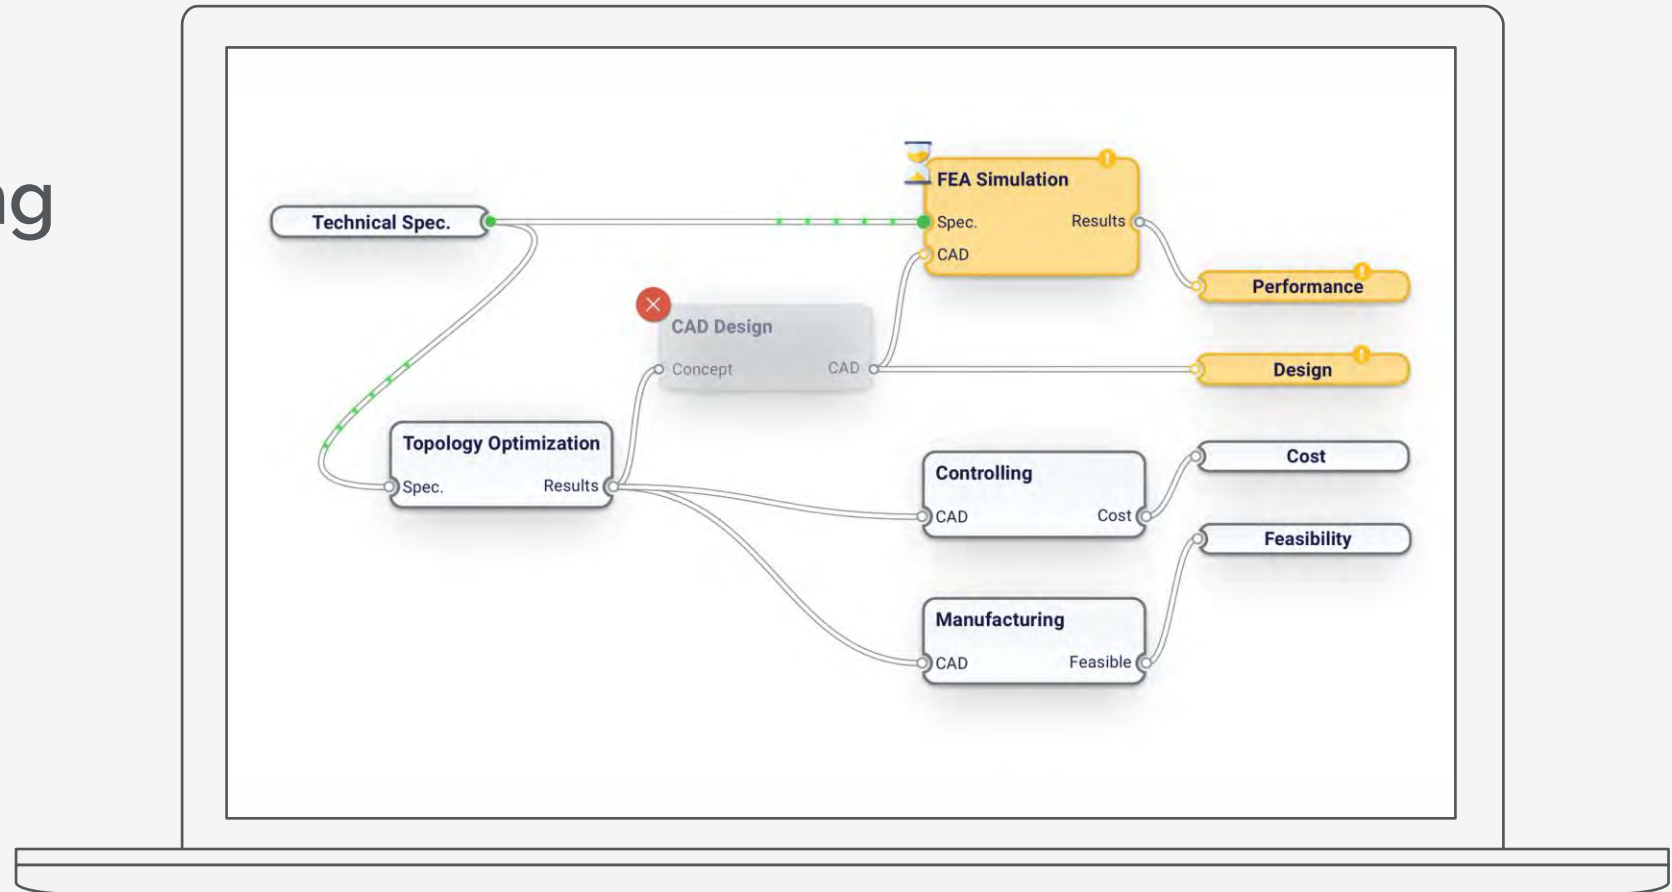 ng
Technical Spec.
FEA Simulation
Spec.
Results
CAD
Performance
CAD Design
Concept
CAD
Design
Topology Optimization
Spec.
Results
Controlling
CAD
Cost
Cost
Feasibility
Manufacturing
CAD
Feasible